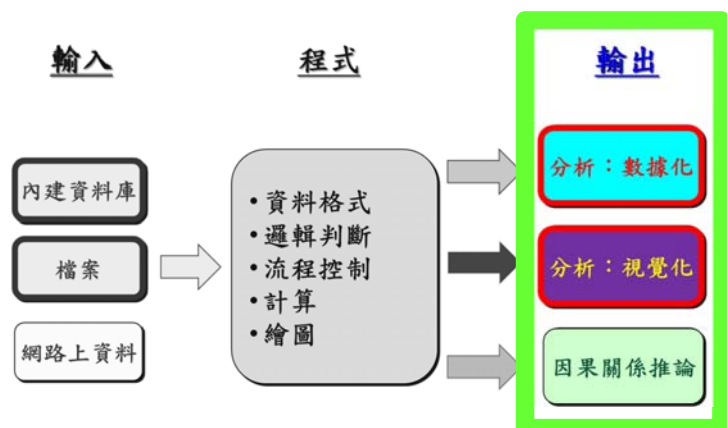 輸入
程式
輸出
內建資料庫
檔案
網路上資料
•資料格式
•邏輯判斷
•流程控制
•計算
•繪圖
分析：數據化
分析：視覺化
因果關係推論